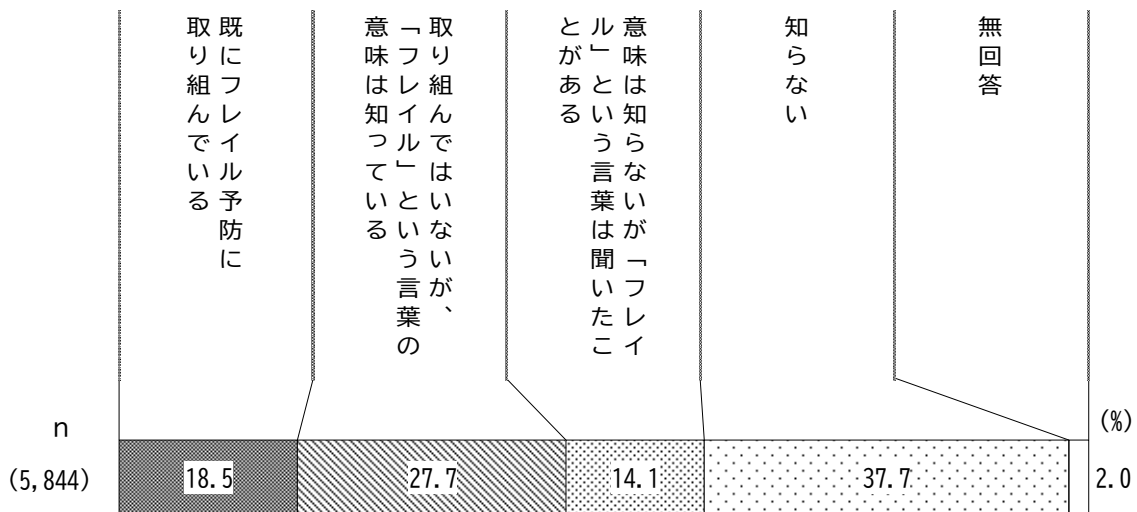 既にフレイル予防に
取り組んでいる
取り組んではいないが、
「フレイル」という言葉の
意味は知っている
意味は知らないが「フレイ
ル」という言葉は聞いたこ
とがある
知らない
無回答
(%)
n
(5,844)
18.5
27.7
14.1
37.7
2.0